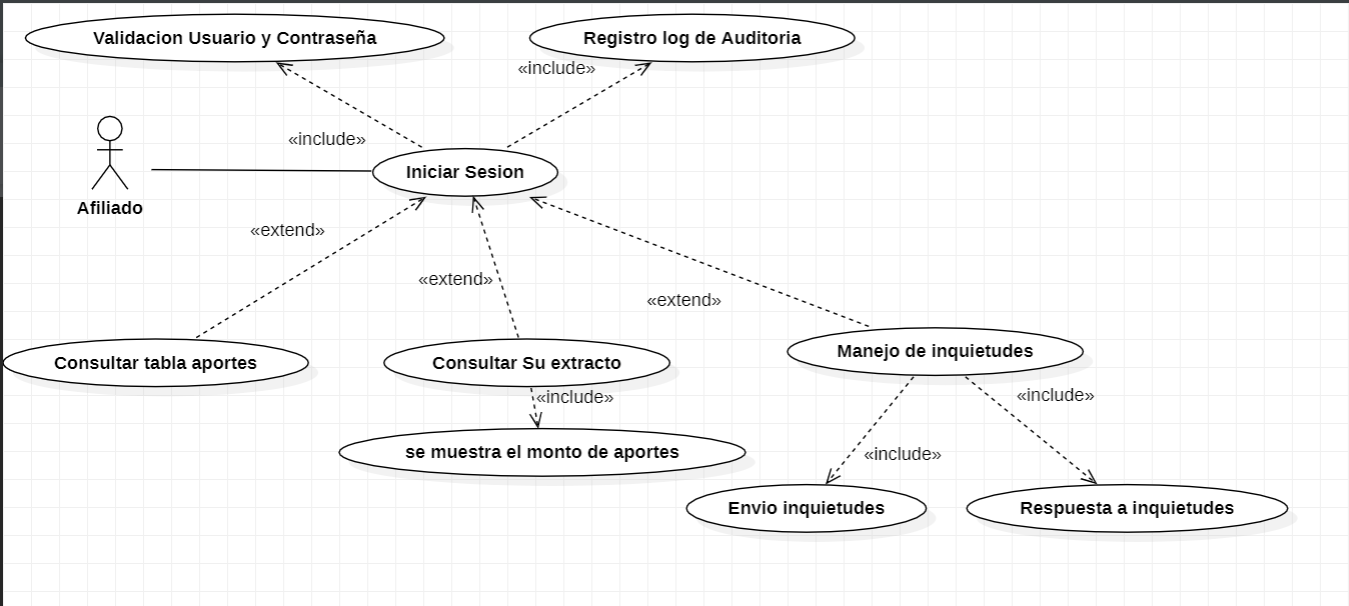 Validacion Usuario y Contraseña
Registro log de Auditoria
«include»
«include»
Iniciar Sesion
Afiliado
«extend»
«extend»
«extend»
Consultar tabla aportes
Consultar Su extracto
Manejo de inquietudes
«include»
«include»
se muestra el monto de aportes
«include»
Envio inquietudes
Respuesta a inquietudes